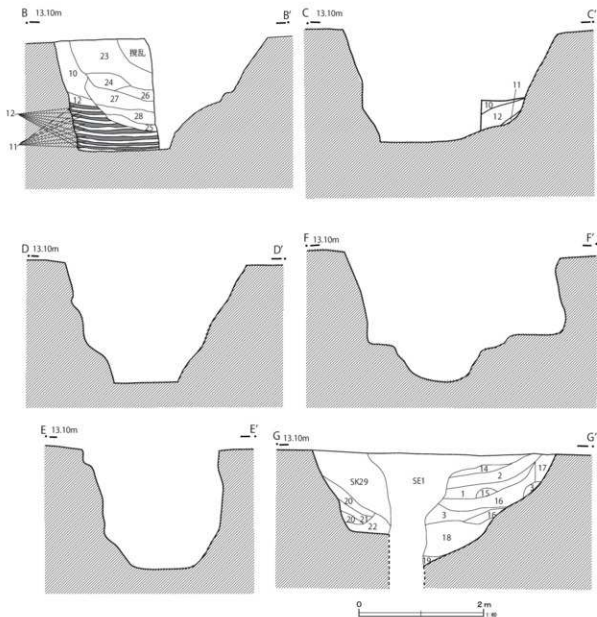 B B'
13.10m
23 撹乱
10 24
26
12 27
12
28
25
11
C C'
13.10m
11
10
12
D D'
13.10m
F F'
13.10m
E E'
13.10m
G G'
13.10m
SK29 SE1
14 17
2
1 15
20 16
20 21 3 16
22 18
19
0 2 m